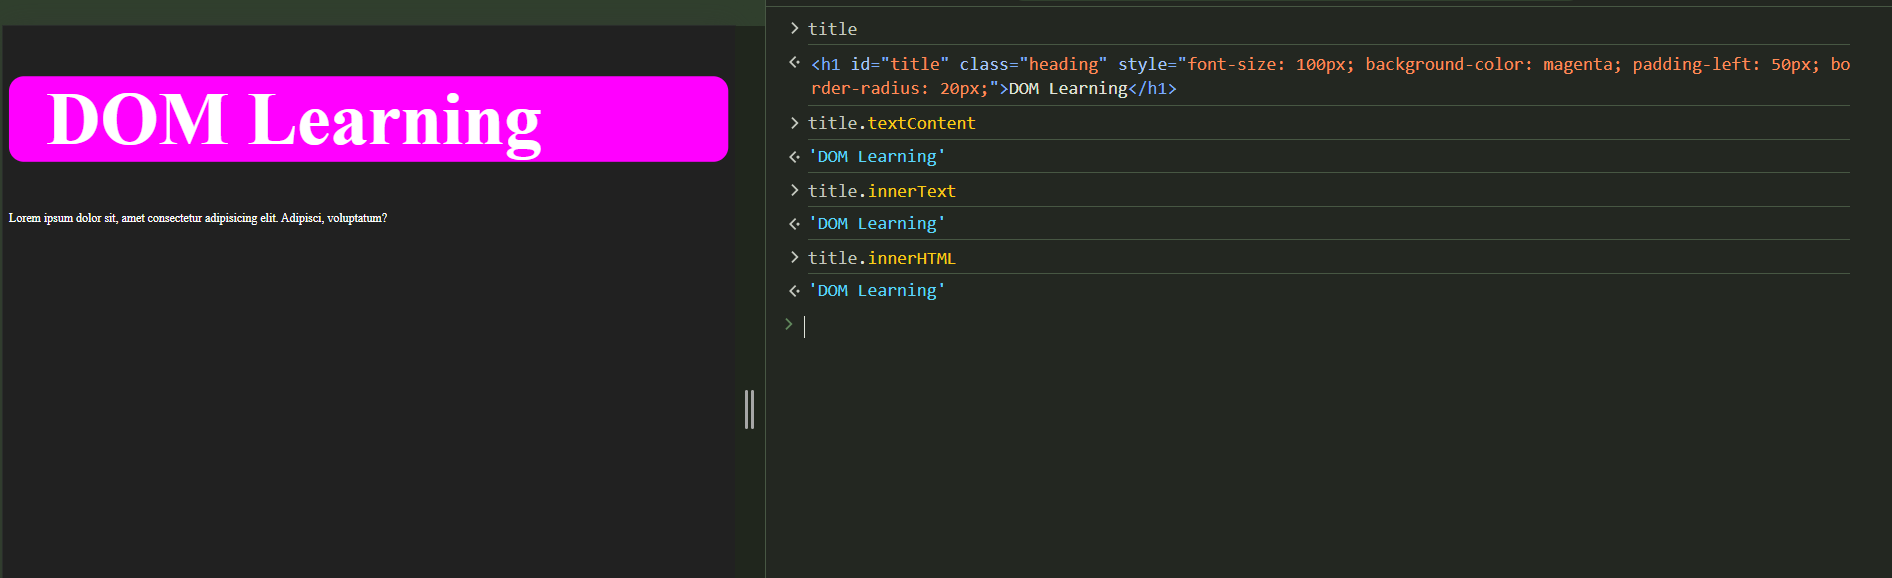 DOM Learning
Lorem ipsum dolor sit, amet consectetur adipisicing elit. Adipisci, voluptatum?
> title
<h1 id="title" class="heading" style="font-size: 100px; background-color: magenta; padding-left: 50px; bo
rder-radius: 20px;">DOM Learning</h1>
> title.textContent
'DOM Learning'
> title.innerText
'DOM Learning'
> title.innerHTML
'DOM Learning'
>